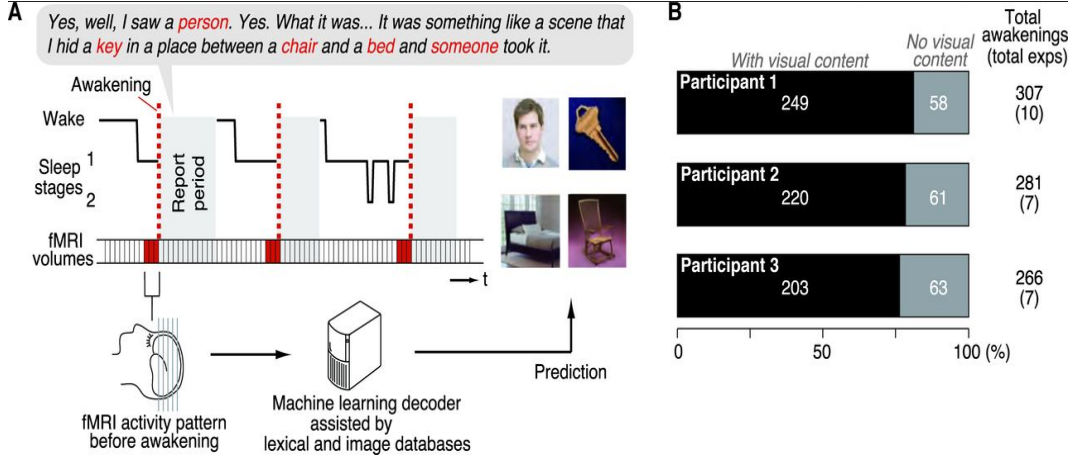 A
Yes, well, I saw a person. Yes. What it was... It was something like a scene that
I hid a key in a place between a chair and a bed and someone took it.
Awakening
Wake
Sleep
stages
1
2
Report
period
fMRI
volumes
t
fMRI activity pattern
before awakening
Machine learning decoder
assisted by
lexical and image databases
Prediction
B
With visual content
No visual
content
Total
awakenings
(total exps)
Participant 1
249
58
307
(10)
Participant 2
220
61
281
(7)
Participant 3
203
63
266
(7)
0
50
100 (%)